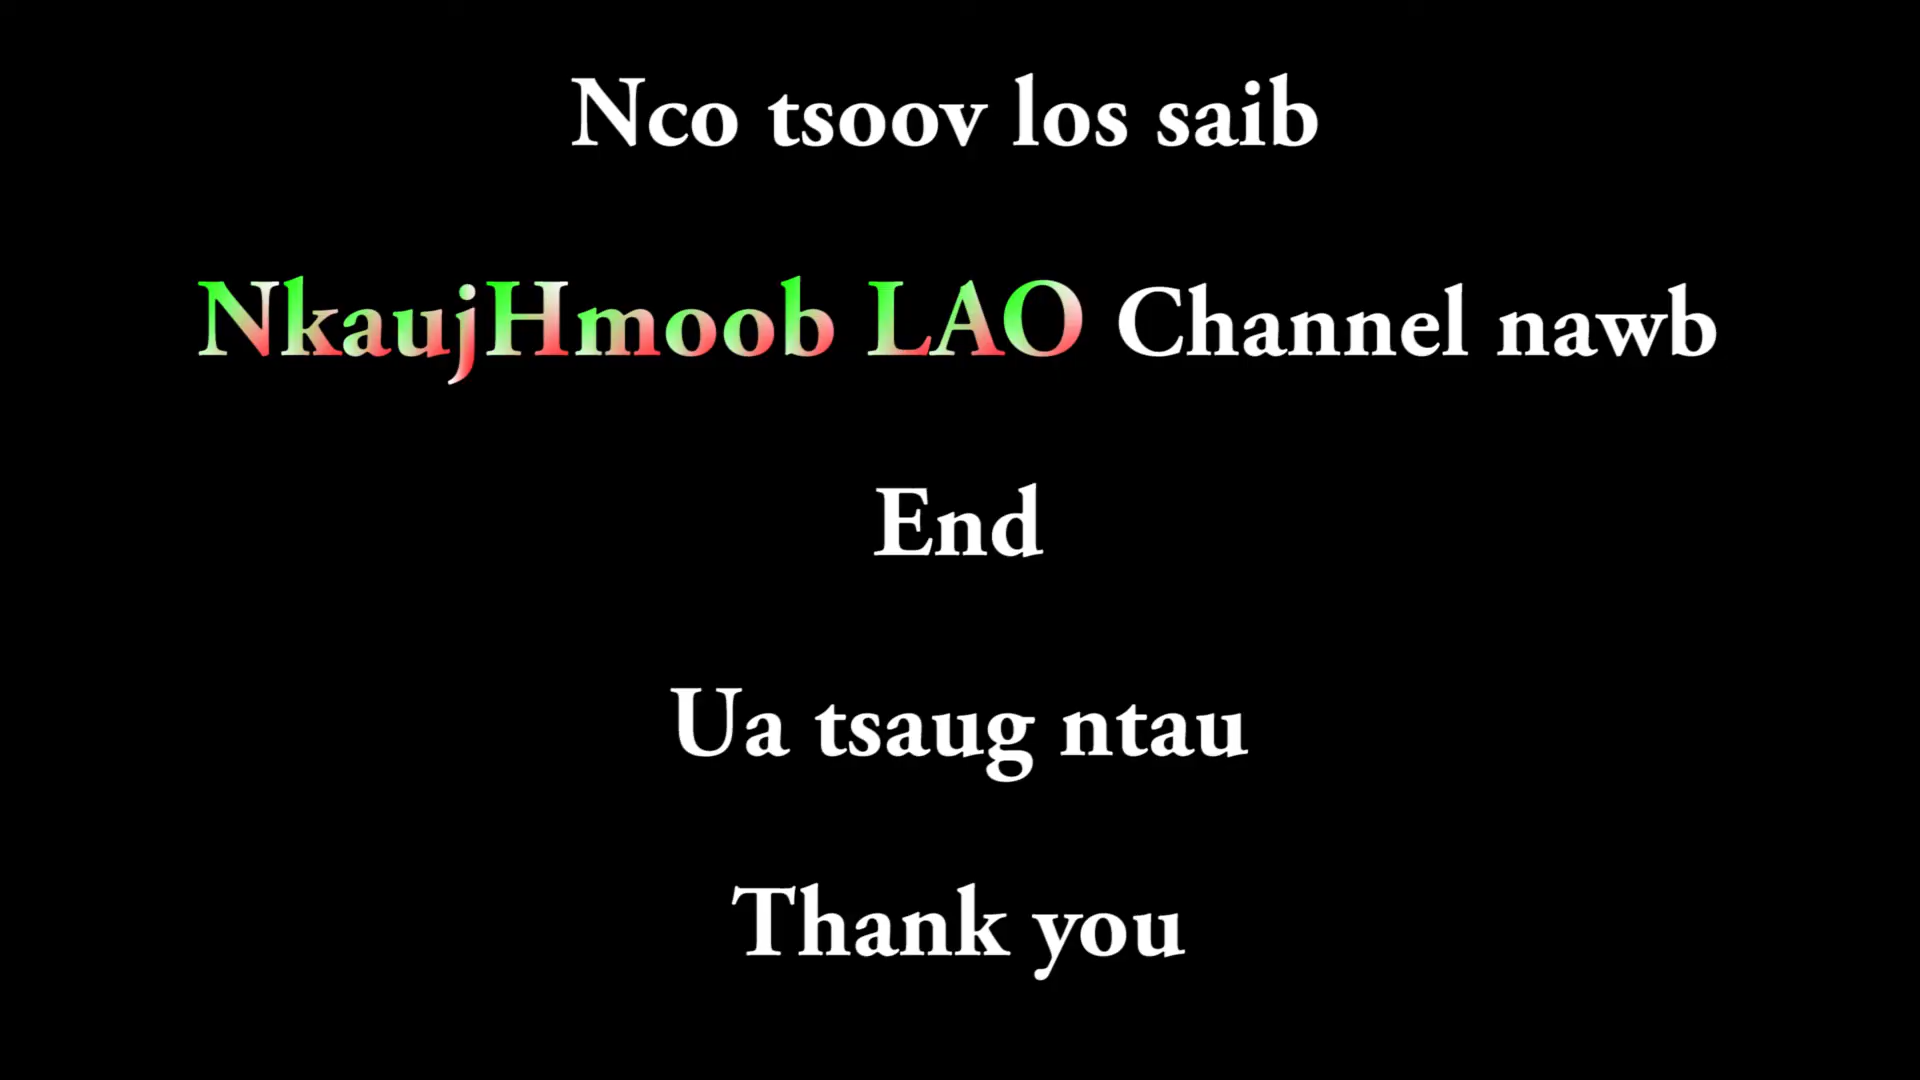 Nco tsoov los saib
NkaujHmoob LAO Channel nawb
End
Ua tsaug ntau
Thank you